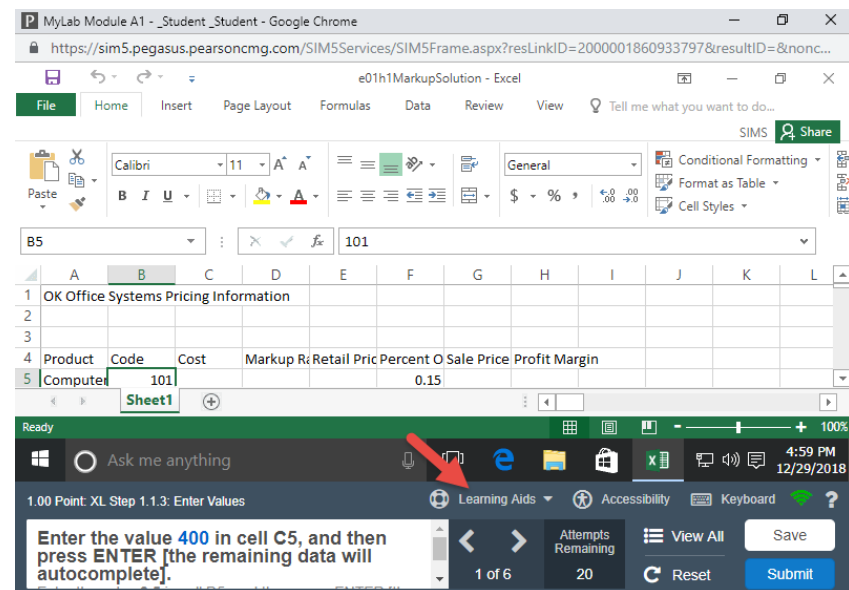 P MyLab Module A1 - _Student _Student - Google Chrome
https://sim5.pegasus.pearsoncmg.com/SIM5Services/SIM5Frame.aspx?resLinkID=2000001860933797&resultID=&nonc...
e01h1MarkupSolution - Excel
File Home Insert Page Layout Formulas Data Review View Tell me what you want to do...
SIMS Share
Paste Calibri 11 A A General Conditional Formatting
B I U A $ % , .00 .00 Format as Table
Cell Styles
B5 fx 101
A B C D E F G H I J K L
1 OK Office Systems Pricing Information
2
3
4 Product Code Cost Markup Ra Retail Pric Percent O Sale Price Profit Margin
5 Computer 101 0.15
Sheet1
Ready 100%
Ask me anything 4:59 PM
12/29/2018
1.00 Point: XL Step 1.1.3: Enter Values Learning Aids Accessibility Keyboard ?
Enter the value 400 in cell C5, and then
press ENTER [the remaining data will
autocomplete].
1 of 6
Attempts
Remaining
20
View All Save
Reset Submit